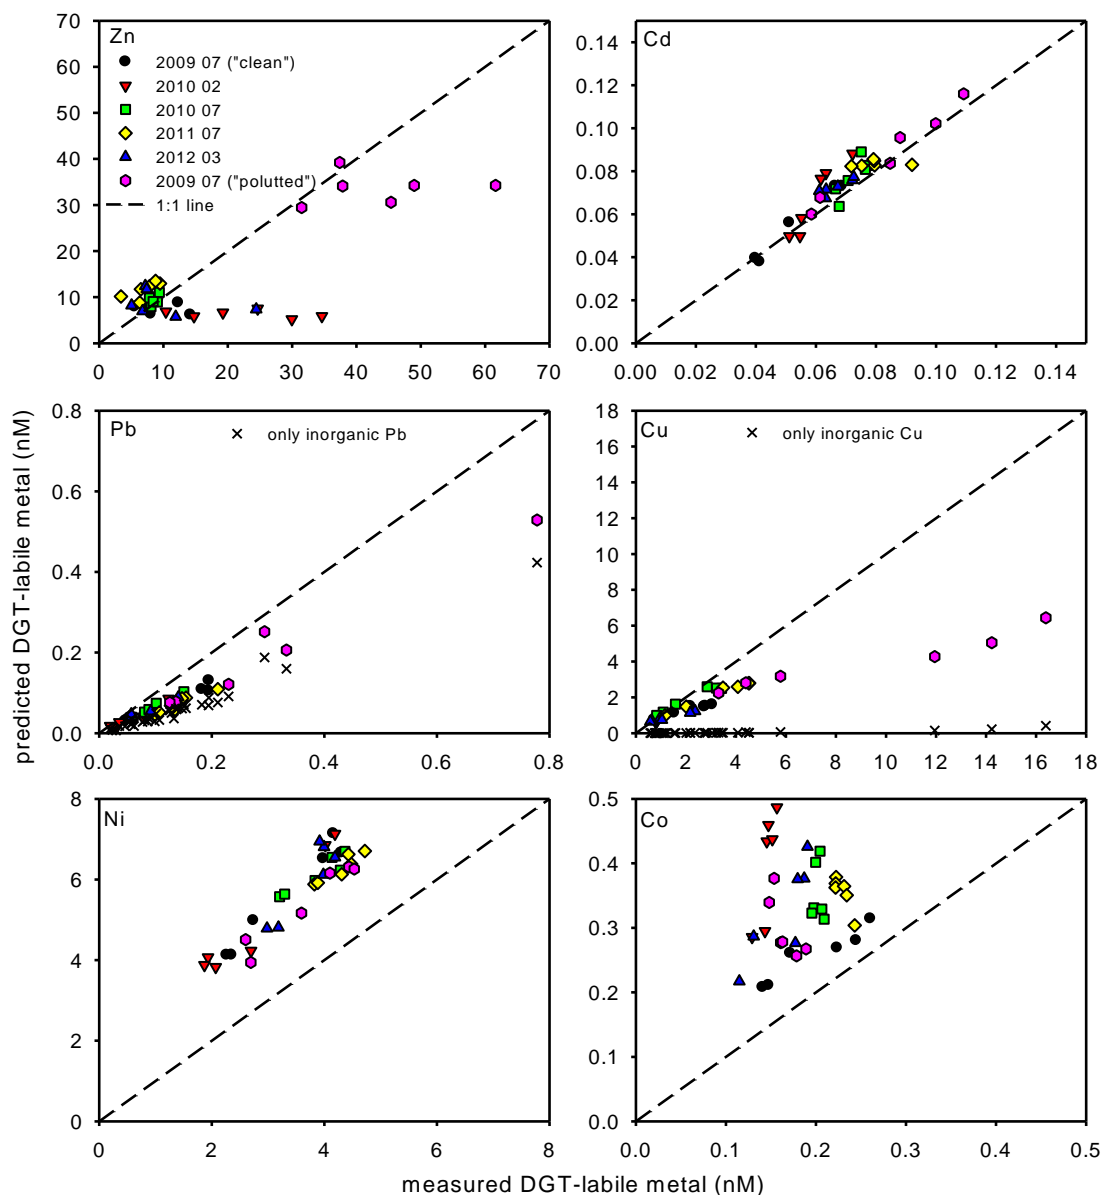 70
60
50
40
30
20
10
0
Zn
2009 07 ("clean")
2010 02
2010 07
2011 07
2012 03
2009 07 ("polutted")
1:1 line
0 10 20 30 40 50 60 70
0.14
0.12
0.10
0.08
0.06
0.04
0.02
0.00
Cd
0.00 0.02 0.04 0.06 0.08 0.10 0.12 0.14
predicted DGT-labile metal (nM)
0.8
0.6
0.4
0.2
0.0
Pb
only inorganic Pb
0.0 0.2 0.4 0.6 0.8
18
16
14
12
10
8
6
4
2
0
Cu
only inorganic Cu
0 2 4 6 8 10 12 14 16 18
8
6
4
2
0
Ni
0 2 4 6 8
0.5
0.4
0.3
0.2
0.1
0.0
Co
0.0 0.1 0.2 0.3 0.4 0.5
measured DGT-labile metal (nM)